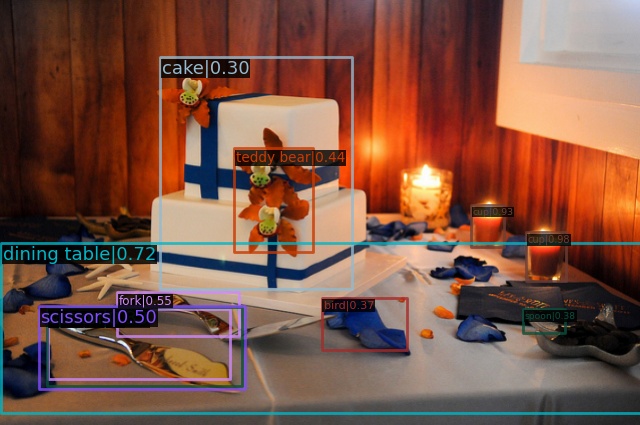 cake|0.30
teddy bear|0.44
cup|0.93
cup|0.98
dining table|0.72
fork|0.55
bird|0.37
scissors|0.50
spoon|0.38